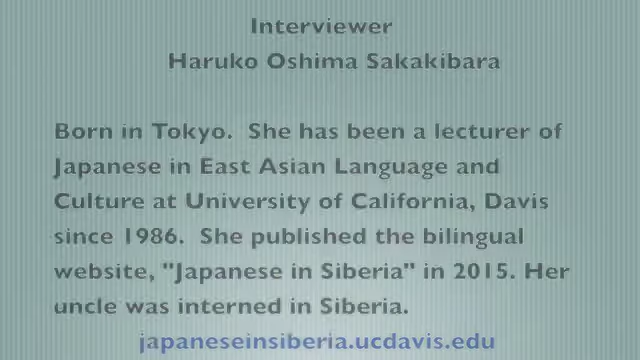 Interviewer
Haruko Oshima Sakakibara
Born in Tokyo.  She has been a lecturer of
Japanese in East Asian Language and
Culture at University of California, Davis
since 1986.  She published the bilingual
website, "Japanese in Siberia" in 2015. Her
uncle was interned in Siberia.
japaneseinsiberia.ucdavis.edu